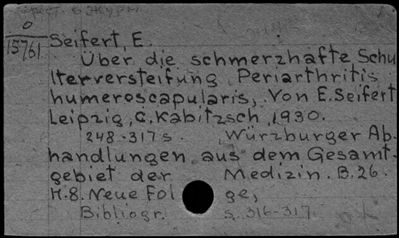 O
15761
Seifert, E.
Über die schmerzhafte Schu
lterversteifung Periarthritis
humeroscapularis, Von E. Seifert
Leipzig, C. Kabitzsch, 1930.
248-317 s. Würzburger Ab-
handlungen aus dem Gesamt-
gebiet der Medizin. B. 26.
H. 8. Neue Fol ge,
Bibliogr. s. 316-317.